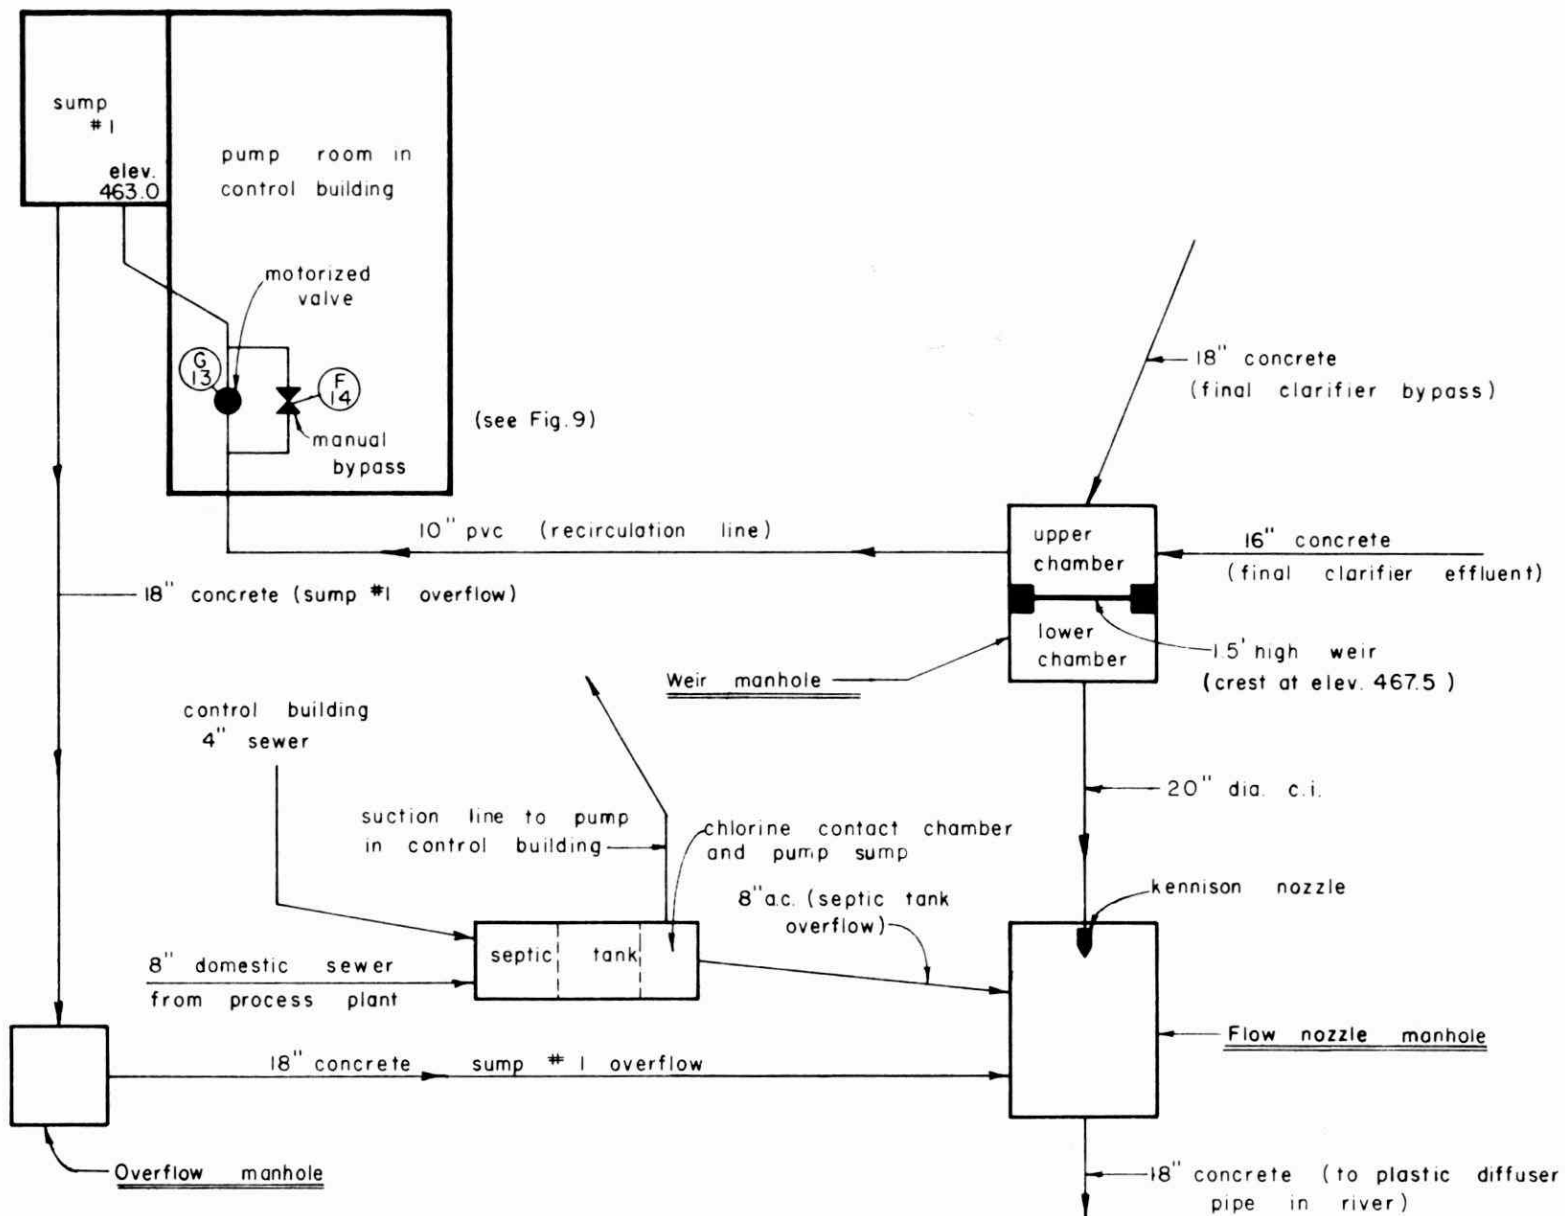 sump
#1
elev.
463.0
pump room in
control building
motorized
valve
G
13
F
14
manual
bypass
(see Fig.9)
18" concrete
(final clarifier bypass)
10" pvc (recirculation line)
upper
chamber
16" concrete
(final clarifier effluent)
18" concrete (sump #1 overflow)
lower
chamber
1.5' high weir
(crest at elev. 467.5)
Weir manhole
control building
4" sewer
20" dia. c.i.
suction line to pump
in control building
chlorine contact chamber
and pump sump
kennison nozzle
8" a.c. (septic tank
overflow)
septic tank
8" domestic sewer
from process plant
Flow nozzle manhole
18" concrete sump #1 overflow
Overflow manhole
18" concrete (to plastic diffuser
pipe in river)